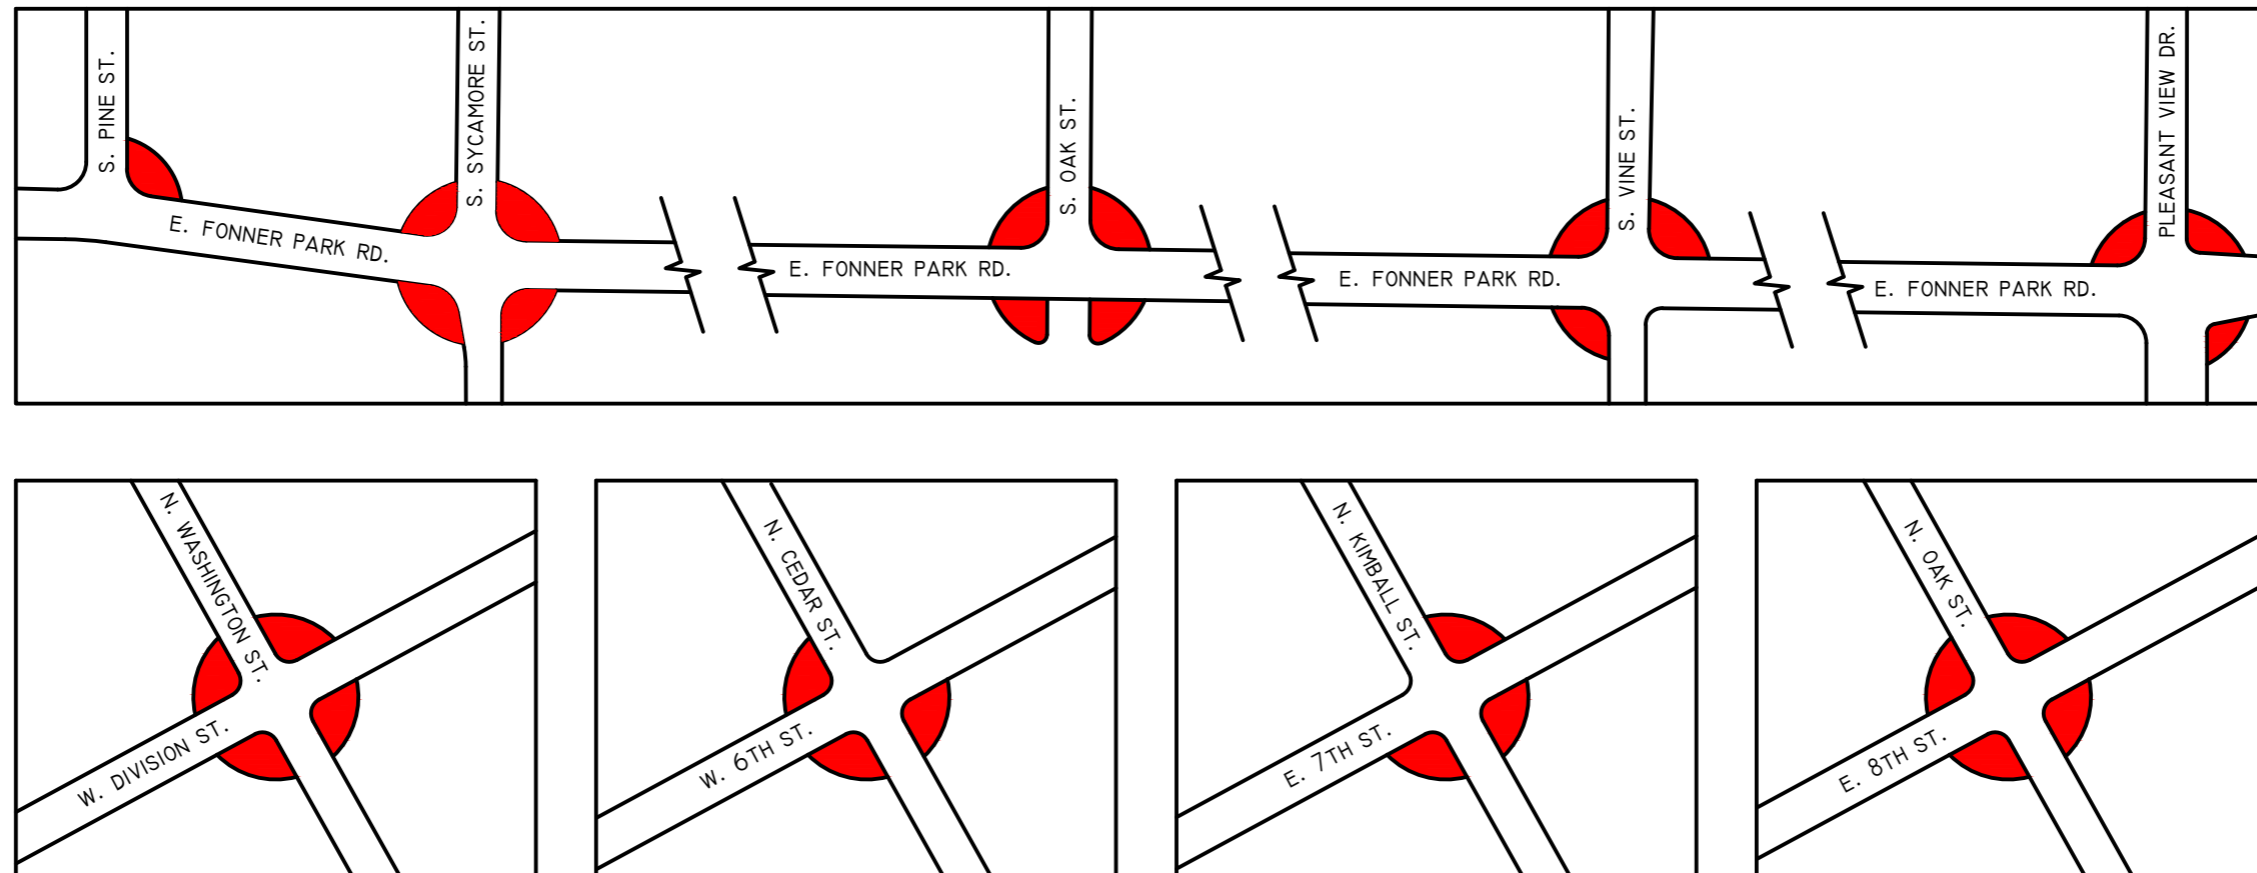 S. PINE ST.
S. SYCAMORE ST.
S. OAK ST.
S. VINE ST.
PLEASANT VIEW DR.
E. FONNER PARK RD.
E. FONNER PARK RD.
E. FONNER PARK RD.
E. FONNER PARK RD.
N. WASHINGTON ST.
W. DIVISION ST.
N. CEDAR ST.
W. 6TH ST.
N. KIMBALL ST.
E. 7TH ST.
N. OAK ST.
E. 8TH ST.